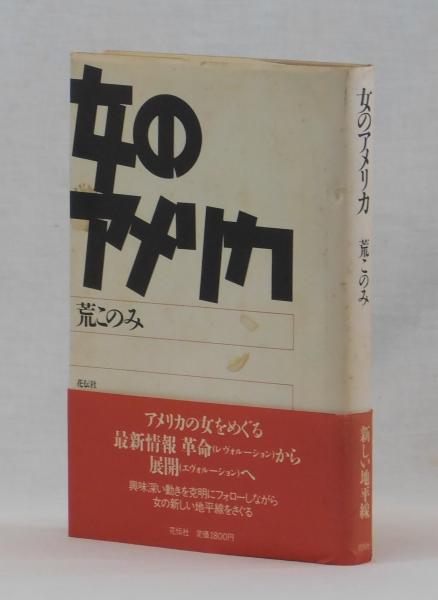 女の
アメリカ
荒このみ
花伝社
アメリカの女をめぐる
最新情報 革命(レヴォルーション)から
展開(エヴォルーション)へ
興味深い動きを克明にフォローしながら
女の新しい地平線をさぐる
花伝社 定価1800円
女のアメリカ 荒このみ
新しい地平線